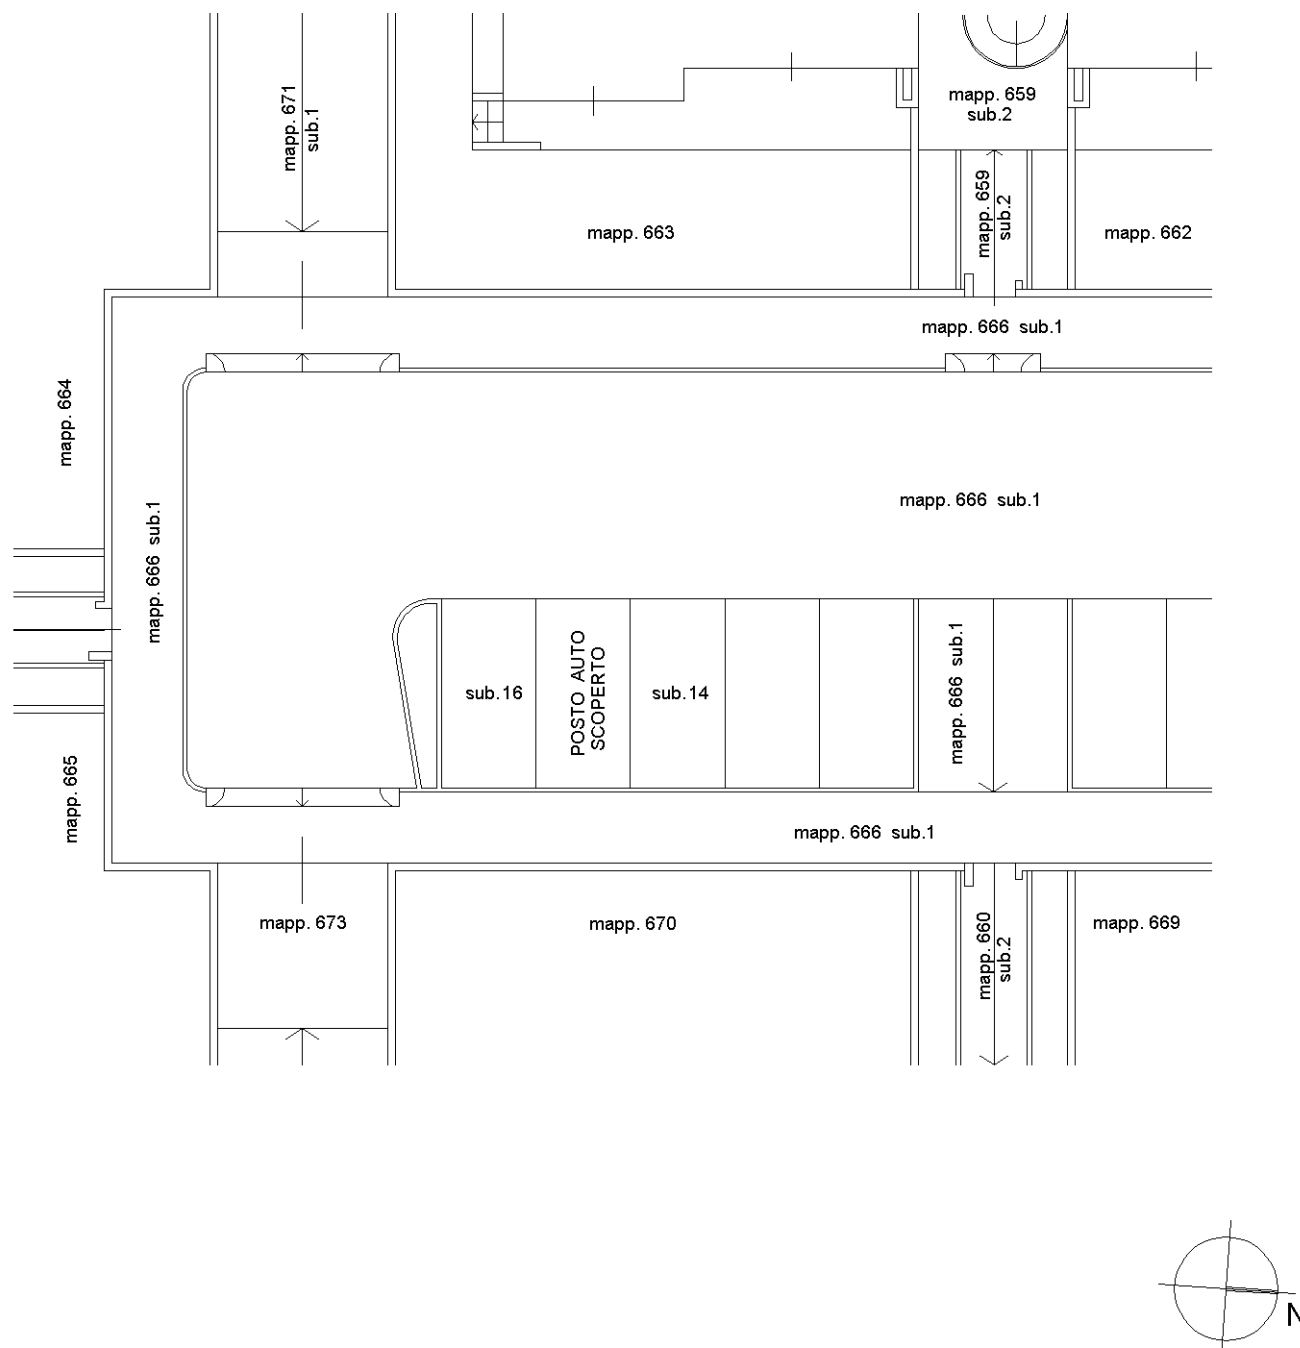 mapp. 671
sub.1
mapp. 659
sub.2
mapp. 663
mapp. 659
sub.2
mapp. 662
mapp. 666 sub.1
mapp. 664
mapp. 666 sub.1
mapp. 666 sub.1
sub.16
POSTO AUTO
SCOPERTO
sub.14
mapp. 666 sub.1
mapp. 665
mapp. 666 sub.1
mapp. 673
mapp. 670
mapp. 660
sub.2
mapp. 669
N